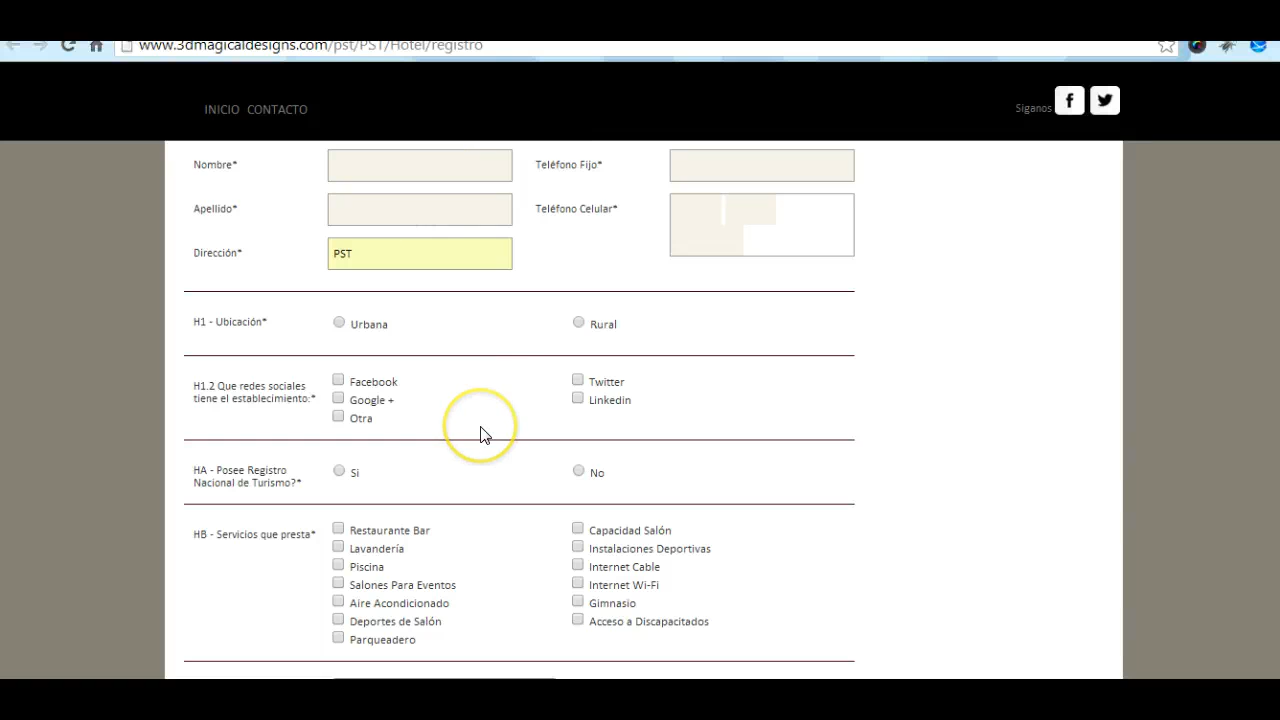 www.3dmagicaldesigns.com/pst/PST/Hotel/registro
INICIO CONTACTO
Síganos
Nombre*
Teléfono Fijo*
Apellido*
Teléfono Celular*
Dirección*
PST
H1 - Ubicación*
Urbana
Rural
H1.2 Que redes sociales
tiene el establecimiento:*
Facebook
Twitter
Google +
Linkedin
Otra
HA - Posee Registro
Nacional de Turismo?*
Si
No
HB - Servicios que presta*
Restaurante Bar
Capacidad Salón
Lavandería
Instalaciones Deportivas
Piscina
Internet Cable
Salones Para Eventos
Internet Wi-Fi
Aire Acondicionado
Gimnasio
Deportes de Salón
Acceso a Discapacitados
Parqueadero